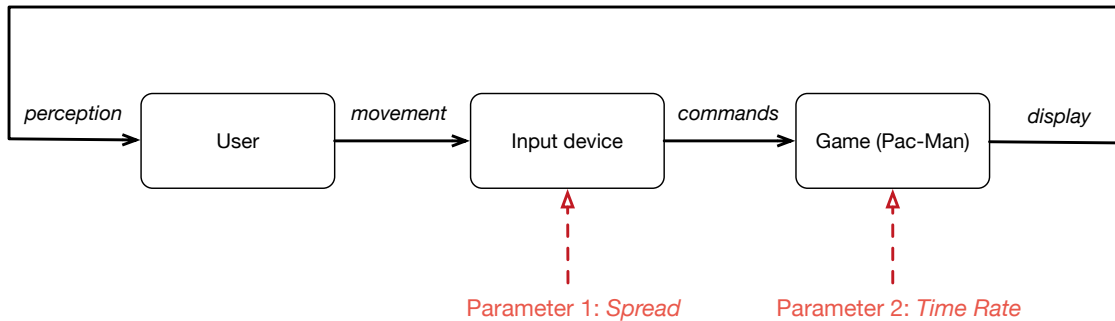 perception
User
movement
Input device
commands
Game (Pac-Man)
display
Parameter 1: Spread
Parameter 2: Time Rate